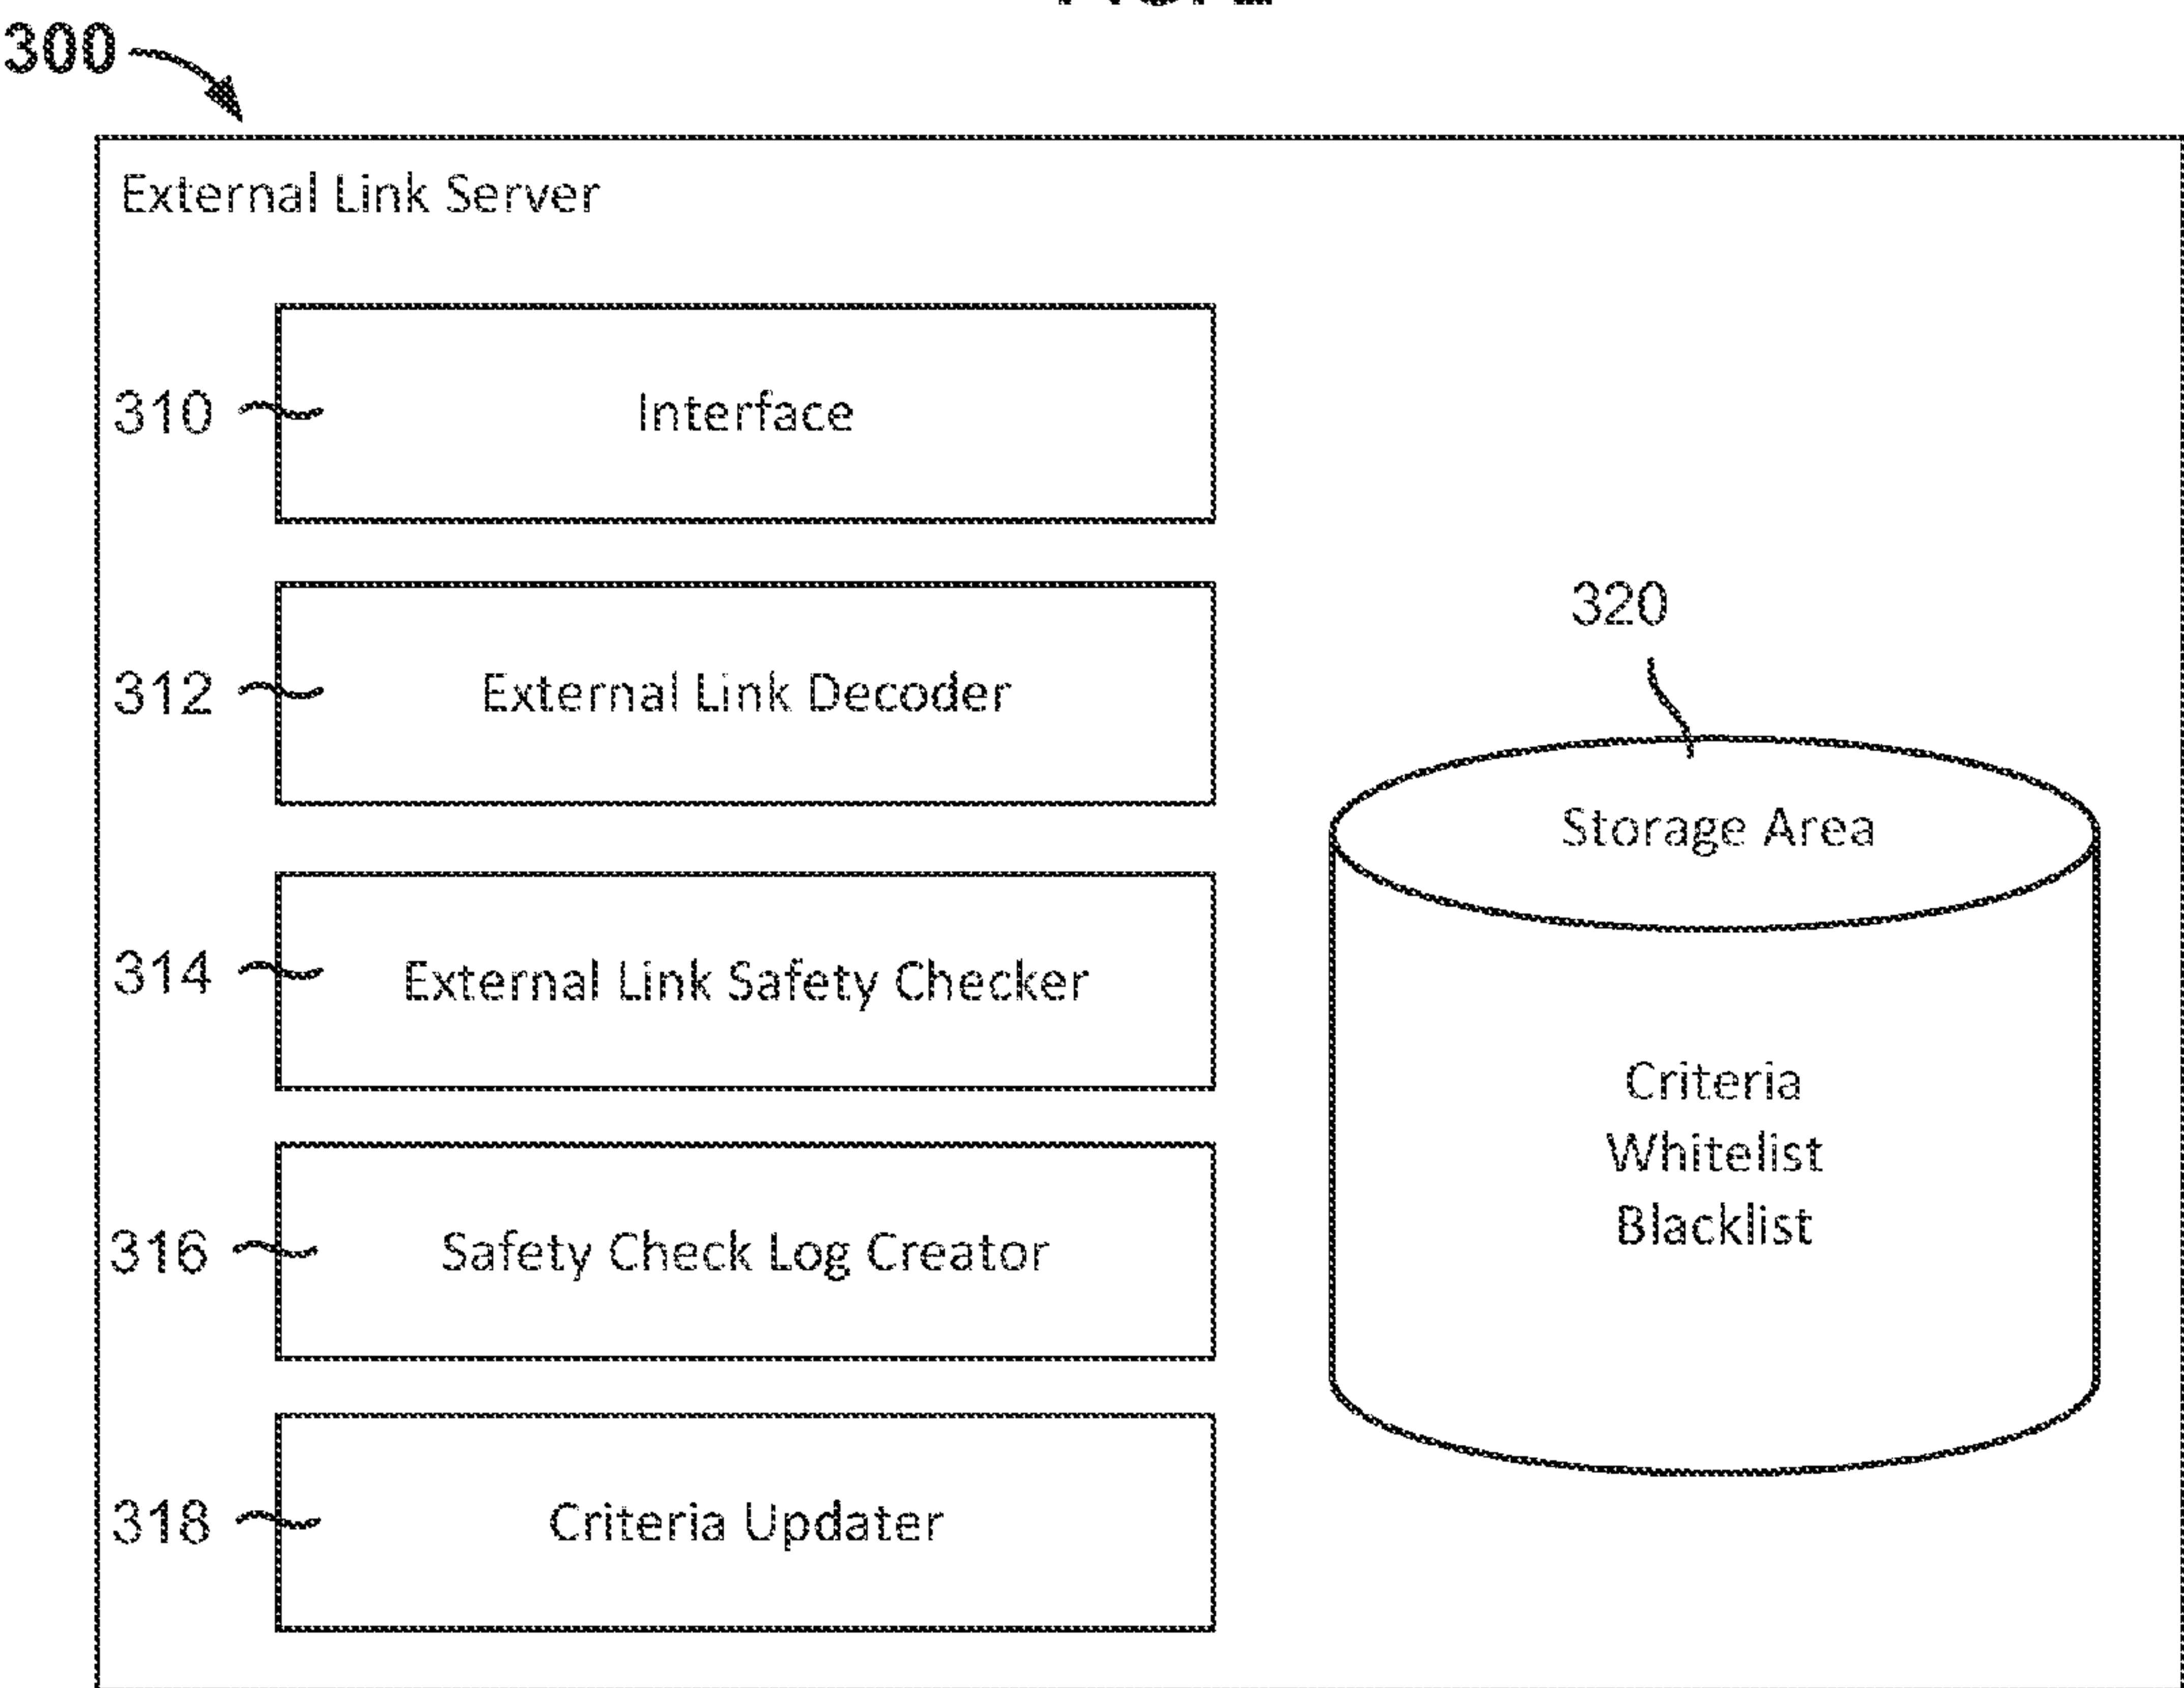 300
External Link Server
310 Interface
312 External Link Decoder
320
Storage Area
314 External Link Safety Checker
Criteria
Whitelist
Blacklist
316 Safety Check Log Creator
318 Criteria Updater